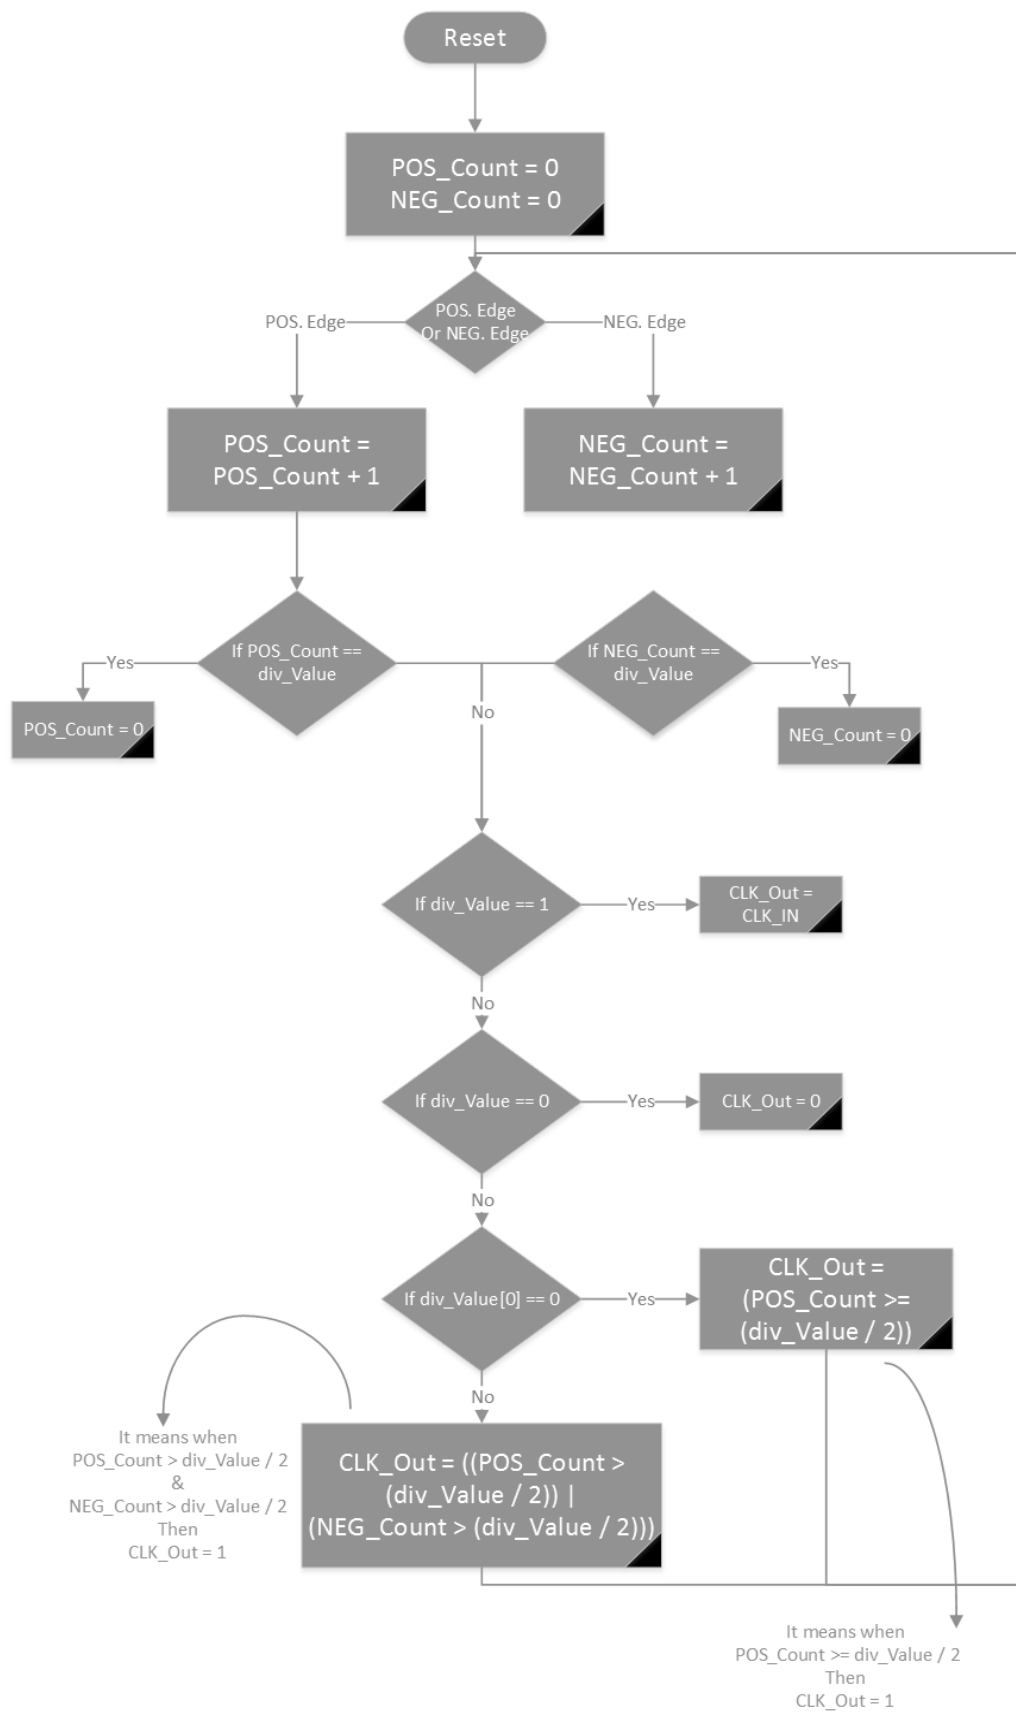 Reset
POS_Count = 0
NEG_Count = 0
POS. Edge
Or NEG. Edge
POS. Edge
NEG. Edge
POS_Count =
POS_Count + 1
NEG_Count =
NEG_Count + 1
If POS_Count ==
div_Value
If NEG_Count ==
div_Value
Yes
No
Yes
POS_Count = 0
NEG_Count = 0
If div_Value == 1
Yes
CLK_Out =
CLK_IN
No
If div_Value == 0
Yes
CLK_Out = 0
No
If div_Value[0] == 0
Yes
CLK_Out =
(POS_Count >=
(div_Value / 2))
No
CLK_Out = ((POS_Count >
(div_Value / 2)) |
(NEG_Count > (div_Value / 2)))
It means when
POS_Count > div_Value / 2
&
NEG_Count > div_Value / 2
Then
CLK_Out = 1
It means when
POS_Count >= div_Value / 2
Then
CLK_Out = 1